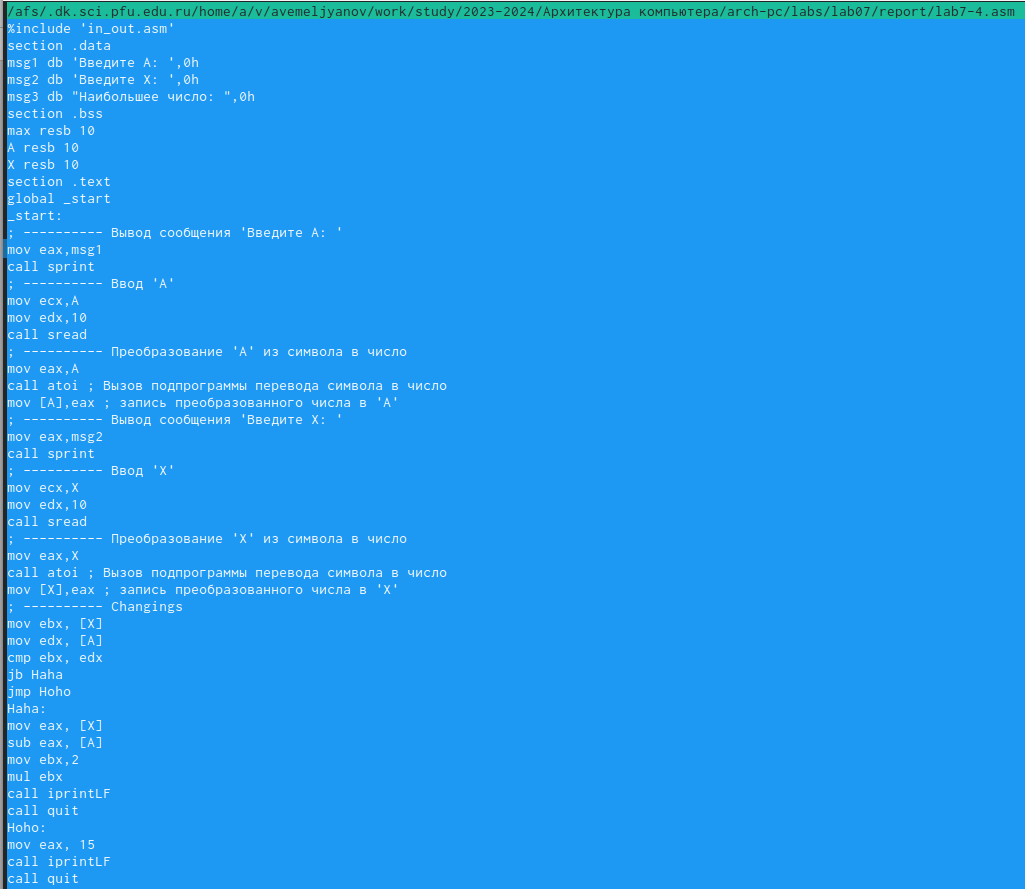 /afs/.dk.sci.pfu.edu.ru/home/a/v/avemeljyanov/work/study/2023-2024/Архитектура компьютера/arch-pc/labs/lab07/report/lab7-4.asm
%include 'in_out.asm'
section .data
msg1 db 'Введите A: ',0h
msg2 db 'Введите X: ',0h
msg3 db "Наибольшее число: ",0h
section .bss
max resb 10
A resb 10
X resb 10
section .text
global _start
_start:
; ---------- Вывод сообщения 'Введите A: '
mov eax,msg1
call sprint
; ---------- Ввод 'A'
mov ecx,A
mov edx,10
call sread
; ---------- Преобразование 'A' из символа в число
mov eax,A
call atoi ; Вызов подпрограммы перевода символа в число
mov [A],eax ; запись преобразованного числа в 'A'
; ---------- Вывод сообщения 'Введите X: '
mov eax,msg2
call sprint
; ---------- Ввод 'X'
mov ecx,X
mov edx,10
call sread
; ---------- Преобразование 'X' из символа в число
mov eax,X
call atoi ; Вызов подпрограммы перевода символа в число
mov [X],eax ; запись преобразованного числа в 'X'
; ---------- Changings
mov ebx, [X]
mov edx, [A]
cmp ebx, edx
jb Haha
jmp Hoho
Haha:
mov eax, [X]
sub eax, [A]
mov ebx,2
mul ebx
call iprintLF
call quit
Hoho:
mov eax, 15
call iprintLF
call quit